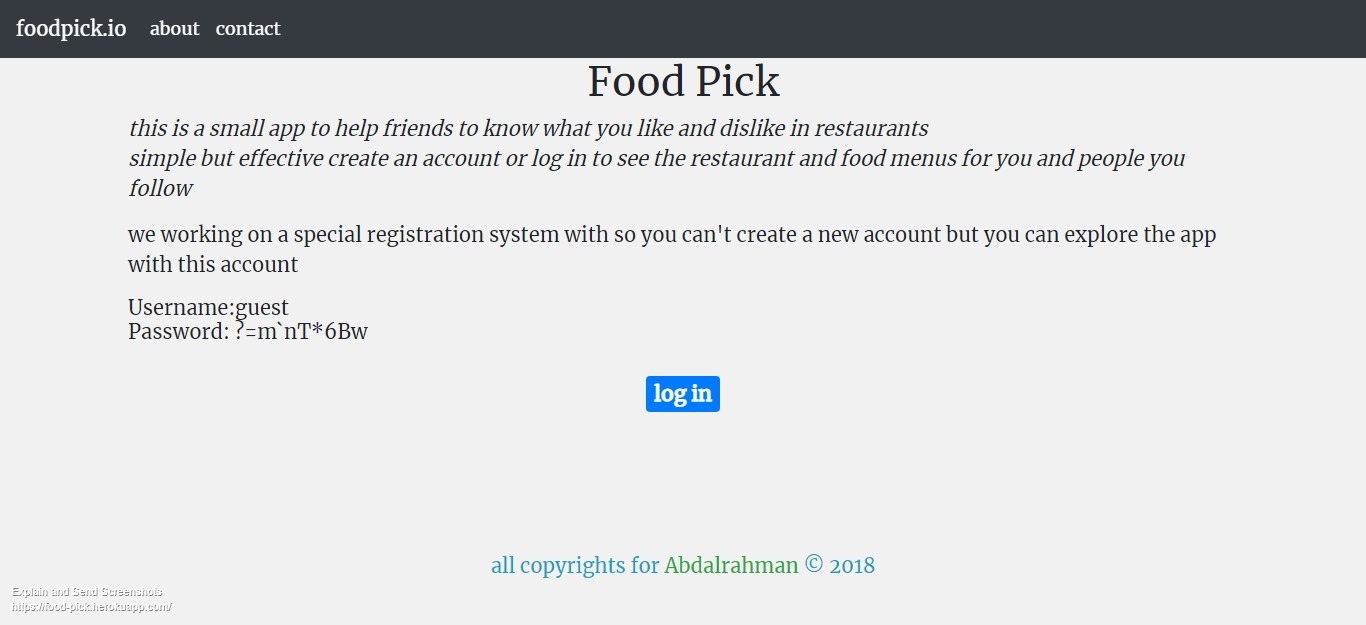 foodpick.io about contact
Food Pick
this is a small app to help friends to know what you like and dislike in restaurants
simple but effective create an account or log in to see the restaurant and food menus for you and people you
follow
we working on a special registration system with so you can't create a new account but you can explore the app
with this account
Username:guest
Password: ?=m`nT*6Bw
log in
all copyrights for Abdalrahman © 2018
Explain and Send Screenshots
https://food-pick.herokuapp.com/